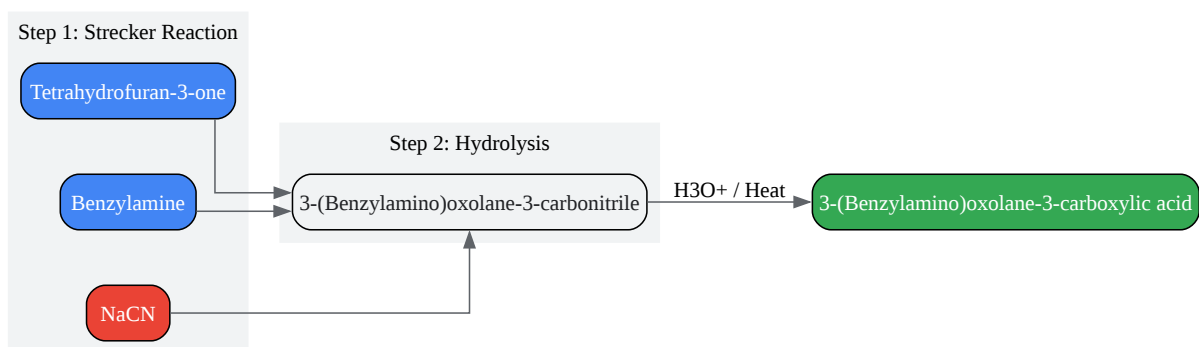 Step 1: Strecker Reaction
Tetrahydrofuran-3-one
Benzylamine
NaCN
Step 2: Hydrolysis
3-(Benzylamino)oxolane-3-carbonitrile
H3O+ / Heat
3-(Benzylamino)oxolane-3-carboxylic acid